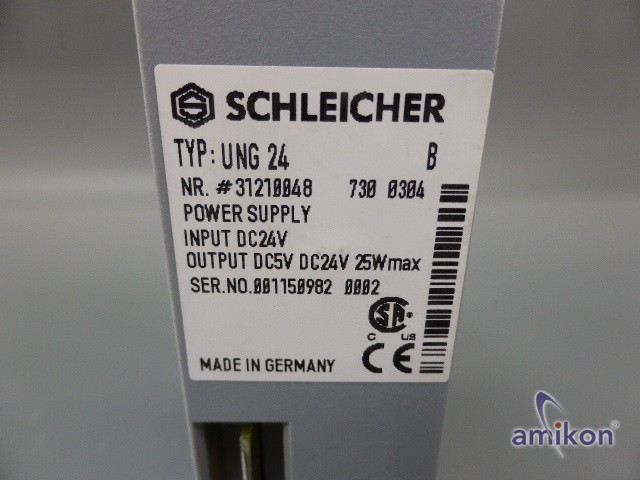 SCHLEICHER
TYP: UNG 24 B
NR. #31210048 730 0304
POWER SUPPLY
INPUT DC24V
OUTPUT DC5V DC24V 25Wmax
SER.NO.001150982 0002
SA
C US
CE
MADE IN GERMANY
amikon